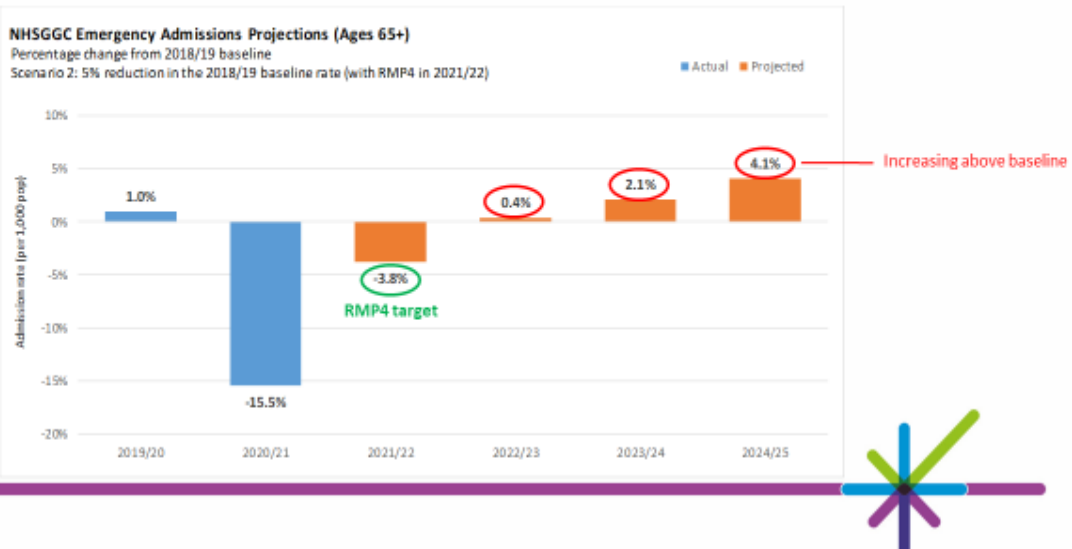 NHSGGC Emergency Admissions Projections (Ages 65+)
Percentage change from 2018/19 baseline
Scenario 2: 5% reduction in the 2018/19 baseline rate (with RMP4 in 2021/22)
Actual Projected
10%
5%
0%
-5%
-10%
-15%
-20%
Admission rate (per 1,000 pop)
1.0%
-15.5%
-3.8%
RMP4 target
0.4%
2.1%
4.1%
Increasing above baseline
2019/20 2020/21 2021/22 2022/23 2023/24 2024/25